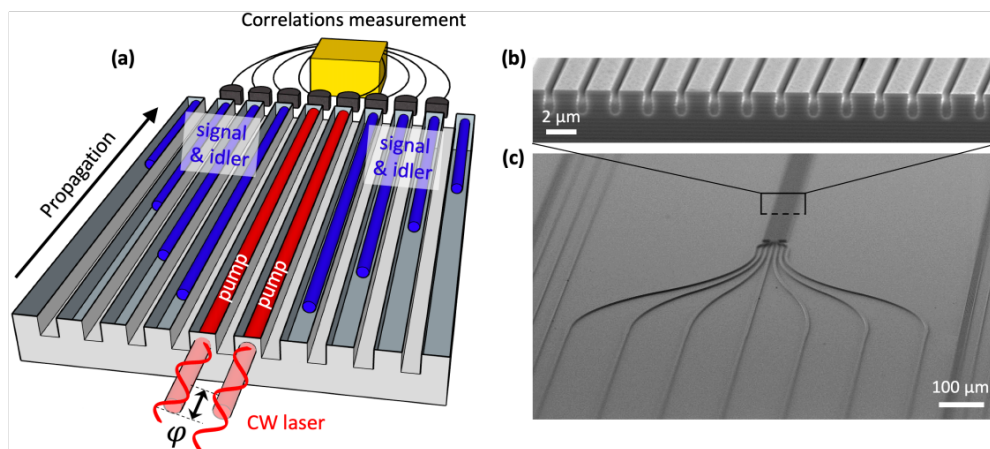 Correlations measurement
(a)
Propagation
signal
& idler
signal
& idler
pump
pump
CW laser
φ
(b)
2 μm
(c)
100 μm